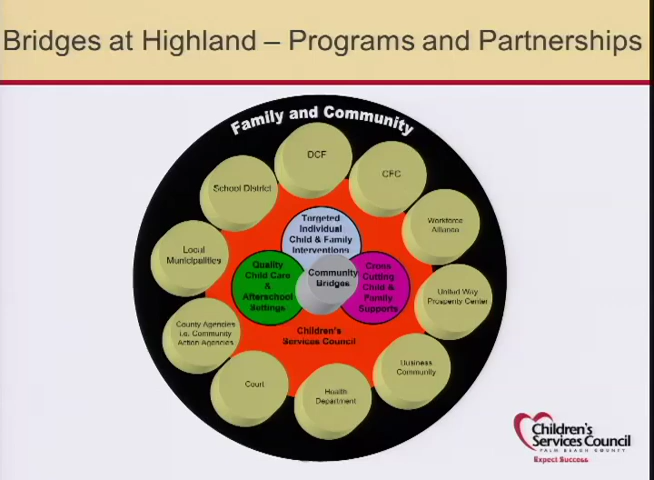 Bridges at Highland – Programs and Partnerships
Family and Community
DCF
CFC
School District
Workforce
Alliance
Local
Municipalities
Targeted
Individual
Child & Family
Interventions
Quality
Child Care
&
Afterschool
Settings
Community
Bridges
Cross
Cutting
Child &
Family
Supports
United Way
Prosperity Center
County Agencies
i.e. Community
Action Agencies
Children's
Services Council
Business
Community
Court
Health
Department
Children's
Services Council
PALM BEACH COUNTY
Expect Success